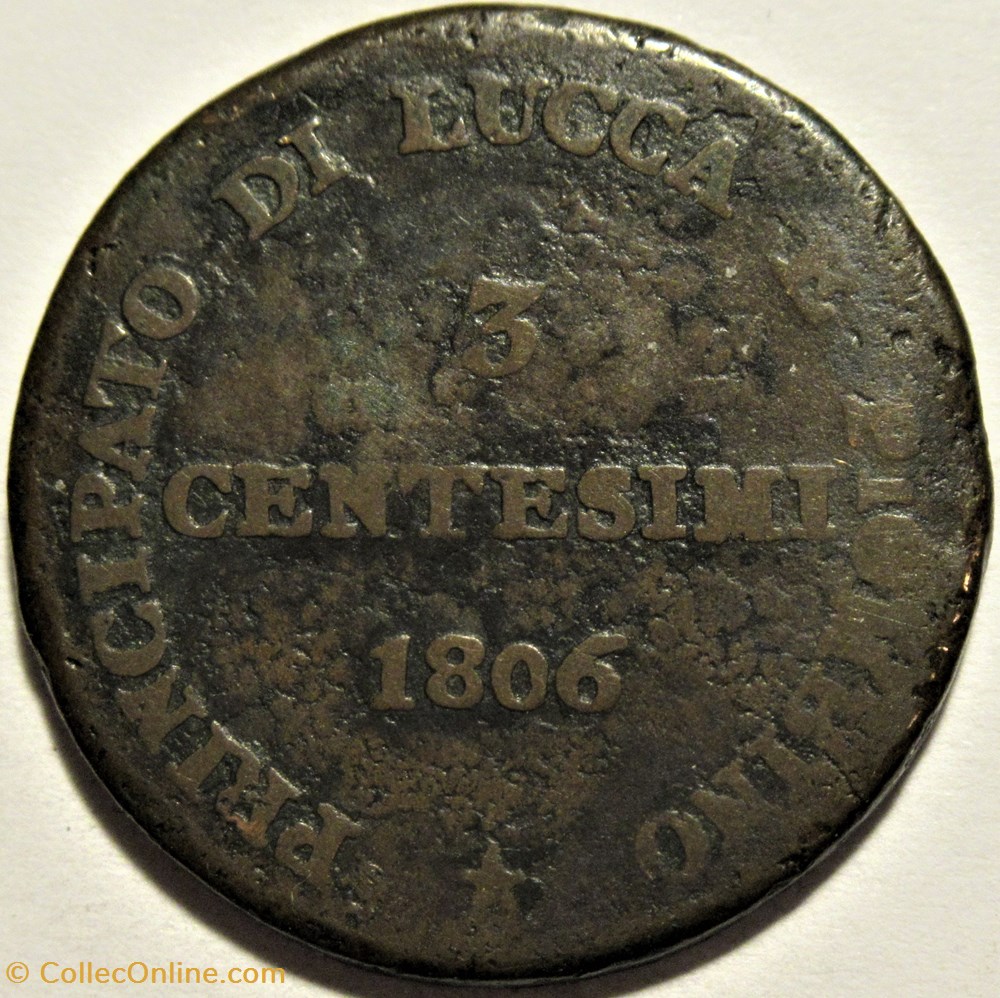 PRINCIPATO DI LUCCA E PIOMBINO
3
CENTESIMI
1806
© CollecOnline.com